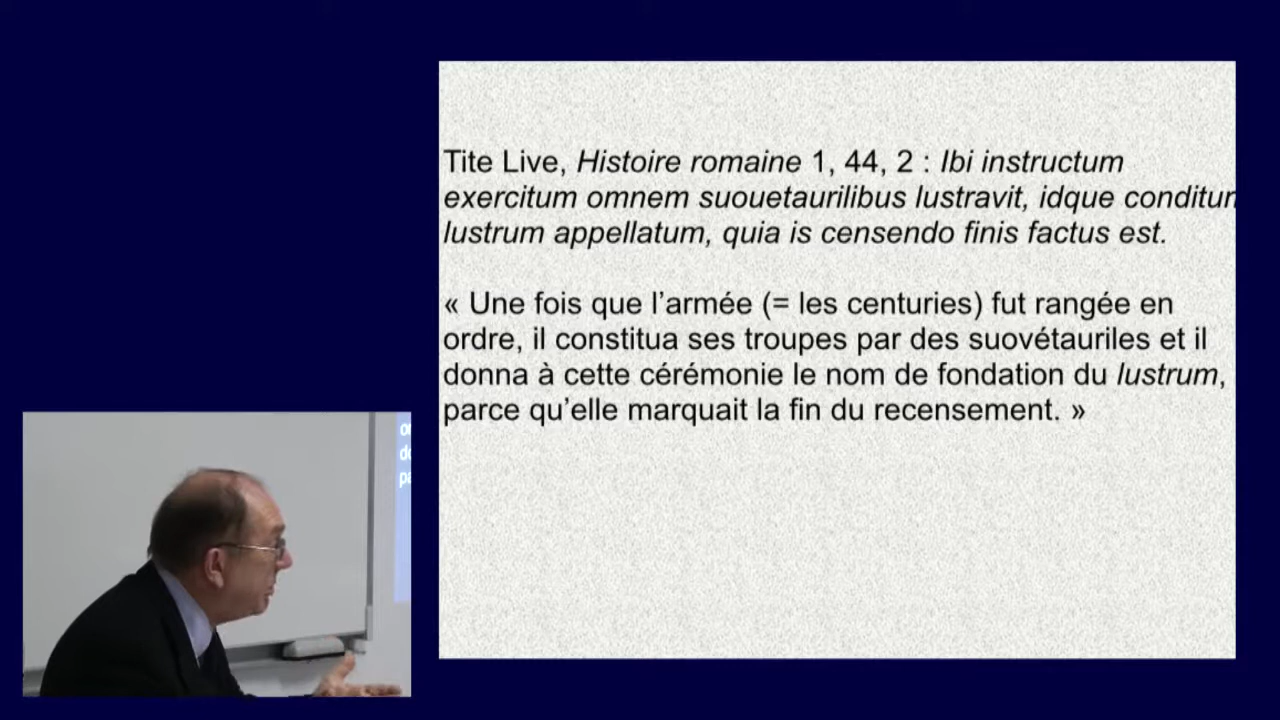 Tite Live, Histoire romaine 1, 44, 2 : Ibi instructum
exercitum omnem suouetaurilibus lustravit, idque conditum
lustrum appellatum, quia is censendo finis factus est.
« Une fois que l’armée (= les centuries) fut rangée en
ordre, il constitua ses troupes par des suovétauriles et il
donna à cette cérémonie le nom de fondation du lustrum,
parce qu’elle marquait la fin du recensement. »
or
do
pa